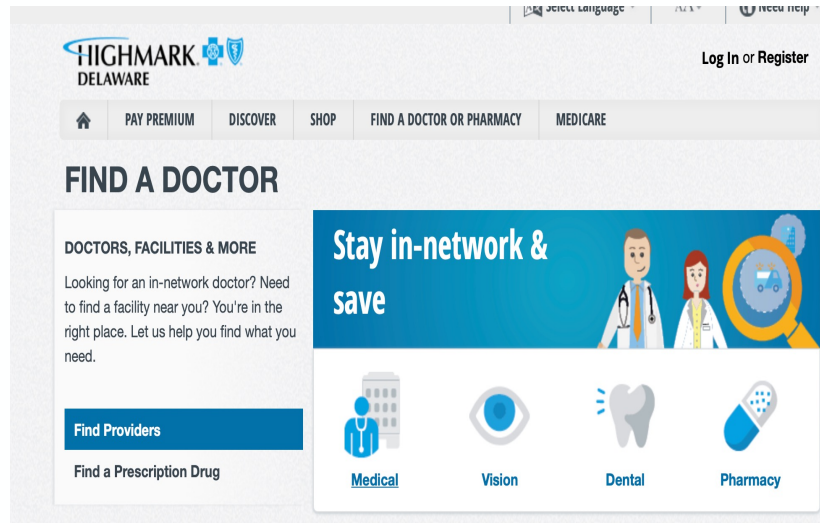 Select Language
AA+
Need Help
HIGHMARK.
DELAWARE
Log In or Register
PAY PREMIUM
DISCOVER
SHOP
FIND A DOCTOR OR PHARMACY
MEDICARE
FIND A DOCTOR
DOCTORS, FACILITIES & MORE
Looking for an in-network doctor? Need
to find a facility near you? You're in the
right place. Let us help you find what you
need.
Find Providers
Find a Prescription Drug
Stay in-network &
save
Medical
Vision
Dental
Pharmacy